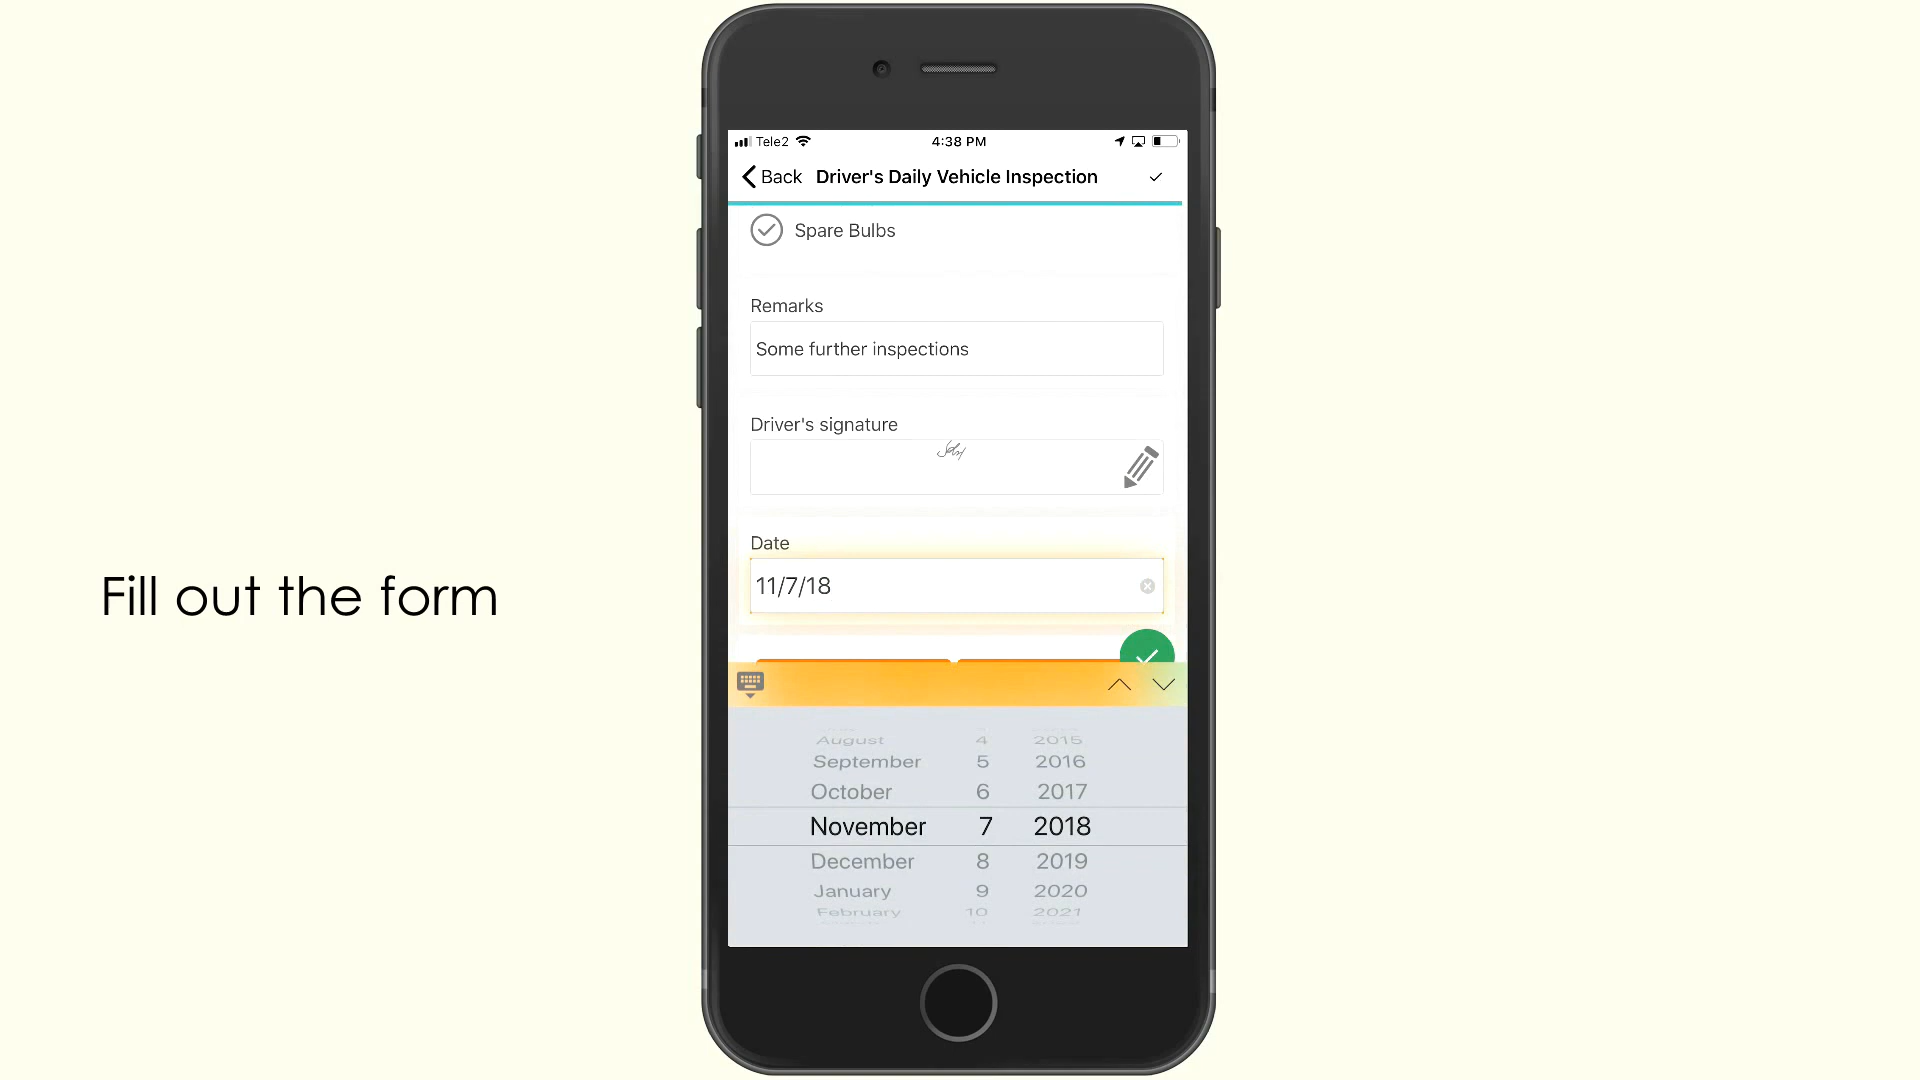 Tele2
4:38 PM
Back
Driver's Daily Vehicle Inspection
Spare Bulbs
Remarks
Some further inspections
Driver's signature
Date
11/7/18
Fill out the form
August 4 2015
September 5 2016
October 6 2017
November 7 2018
December 8 2019
January 9 2020
February 10 2021